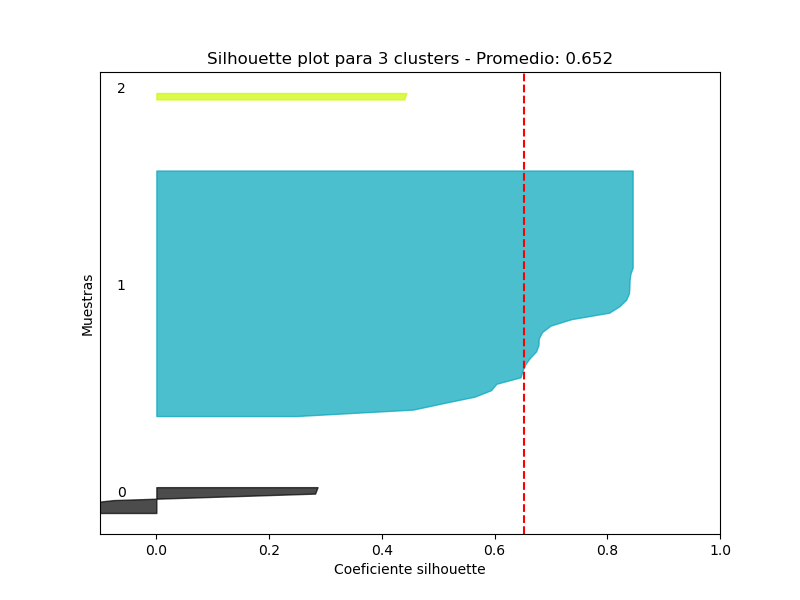 Silhouette plot para 3 clusters - Promedio: 0.652
2
1
0
Muestras
0.0 0.2 0.4 0.6 0.8 1.0
Coeficiente silhouette